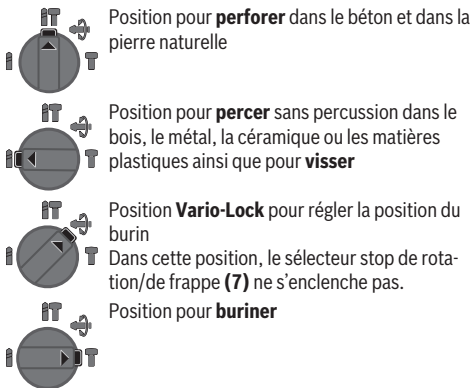 Position pour perforer dans le béton et dans la
pierre naturelle
Position pour percer sans percussion dans le
bois, le métal, la céramique ou les matières
plastiques ainsi que pour visser
Position Vario-Lock pour régler la position du
burin
Dans cette position, le sélecteur stop de rota-
tion/de frappe (7) ne s’enclenche pas.
Position pour buriner